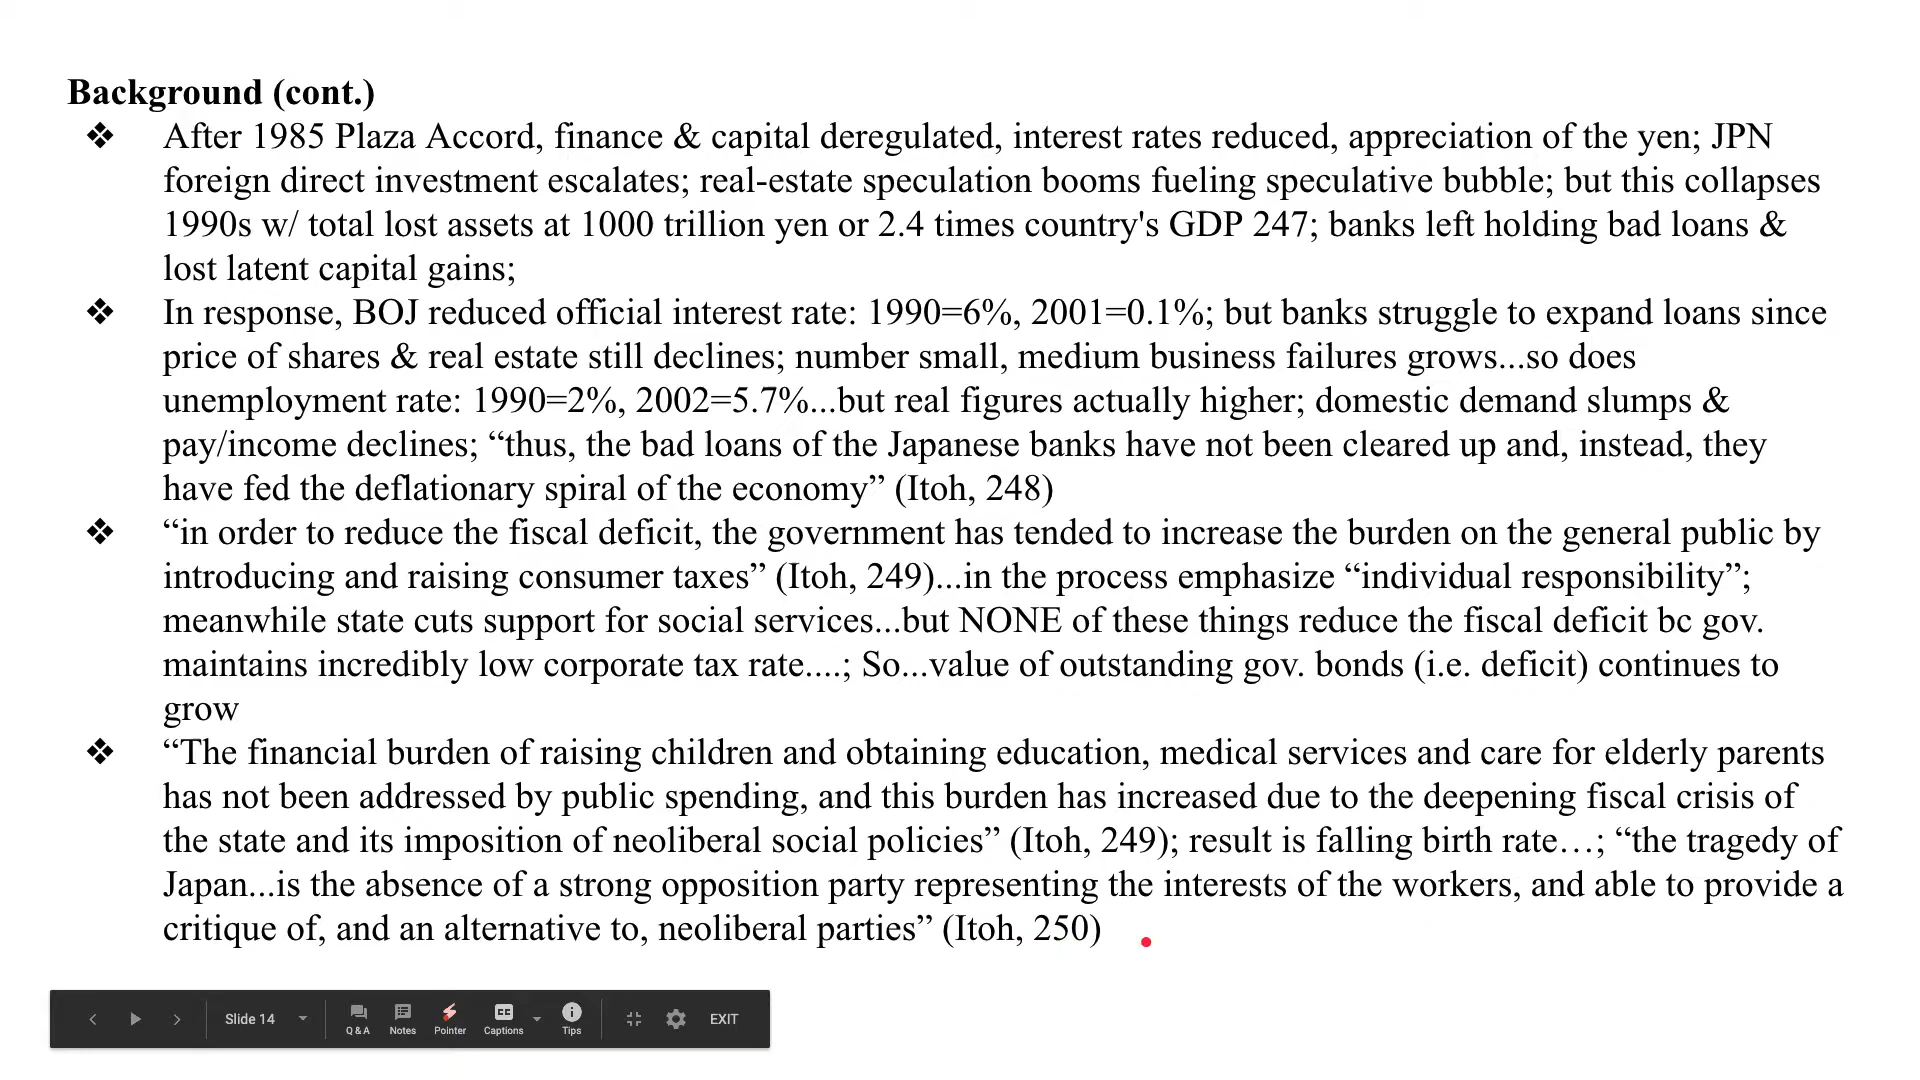 Background (cont.)
❖ After 1985 Plaza Accord, finance & capital deregulated, interest rates reduced, appreciation of the yen; JPN
foreign direct investment escalates; real-estate speculation booms fueling speculative bubble; but this collapses
1990s w/ total lost assets at 1000 trillion yen or 2.4 times country's GDP 247; banks left holding bad loans &
lost latent capital gains;
❖ In response, BOJ reduced official interest rate: 1990=6%, 2001=0.1%; but banks struggle to expand loans since
price of shares & real estate still declines; number small, medium business failures grows...so does
unemployment rate: 1990=2%, 2002=5.7%...but real figures actually higher; domestic demand slumps &
pay/income declines; “thus, the bad loans of the Japanese banks have not been cleared up and, instead, they
have fed the deflationary spiral of the economy” (Itoh, 248)
❖ “in order to reduce the fiscal deficit, the government has tended to increase the burden on the general public by
introducing and raising consumer taxes” (Itoh, 249)...in the process emphasize “individual responsibility”;
meanwhile state cuts support for social services...but NONE of these things reduce the fiscal deficit bc gov.
maintains incredibly low corporate tax rate....; So...value of outstanding gov. bonds (i.e. deficit) continues to
grow
❖ “The financial burden of raising children and obtaining education, medical services and care for elderly parents
has not been addressed by public spending, and this burden has increased due to the deepening fiscal crisis of
the state and its imposition of neoliberal social policies” (Itoh, 249); result is falling birth rate…; “the tragedy of
Japan...is the absence of a strong opposition party representing the interests of the workers, and able to provide a
critique of, and an alternative to, neoliberal parties” (Itoh, 250)
Slide 14 Q & A Notes Pointer CC Captions Tips EXIT